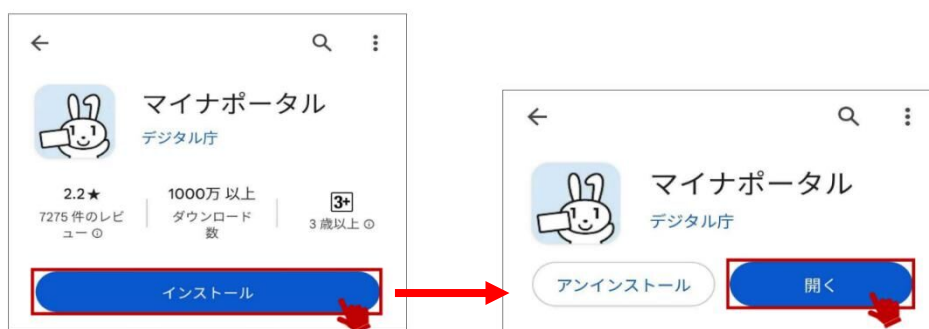 マイナポータル
デジタル庁
2.2★
7275 件のレビ
ュー
1000万 以上
ダウンロード
数
3+
3 歳以上
インストール
マイナポータル
デジタル庁
アンインストール
開く